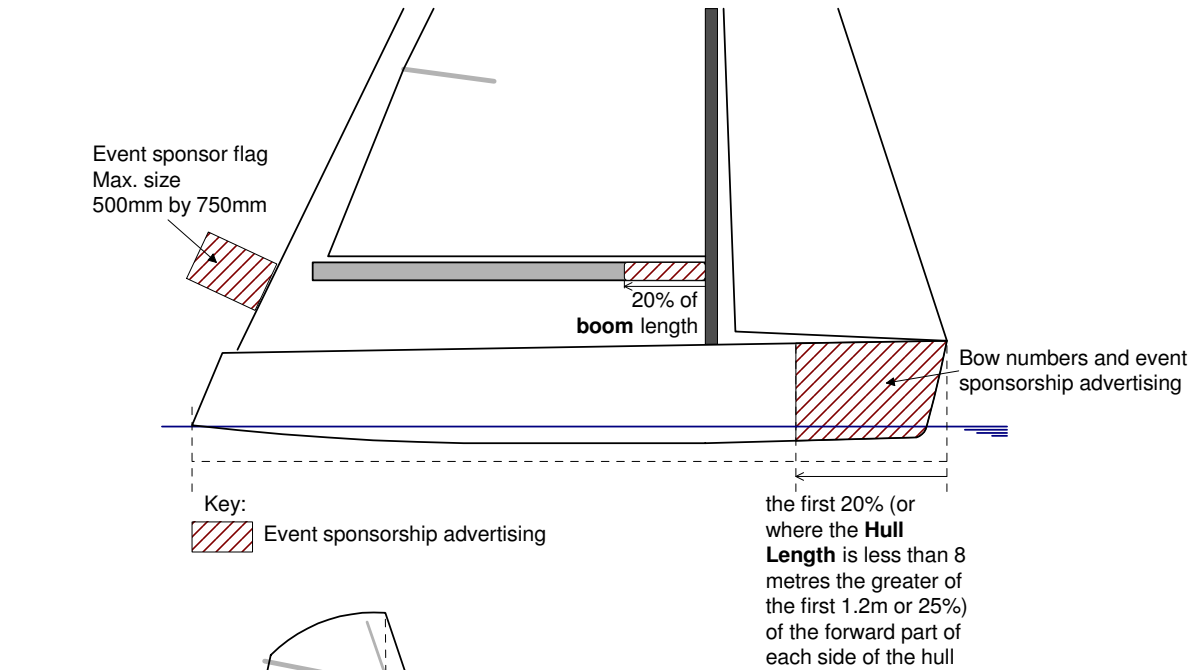 Event sponsor flag
Max. size
500mm by 750mm
20% of
boom length
Bow numbers and event
sponsorship advertising
Key:
Event sponsorship advertising
the first 20% (or
where the Hull
Length is less than 8
metres the greater of
the first 1.2m or 25%)
of the forward part of
each side of the hull